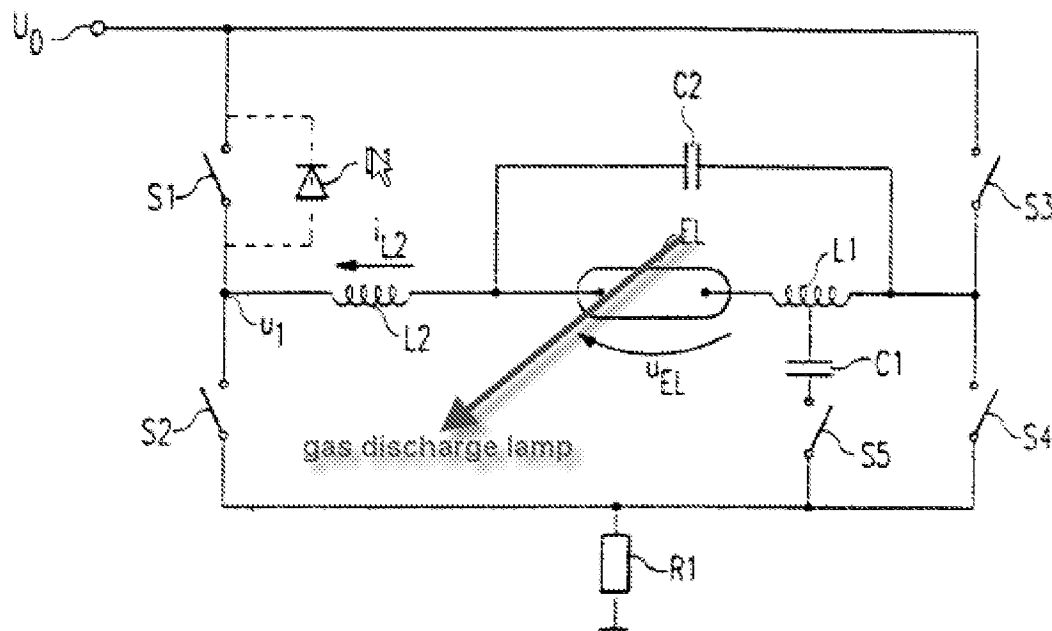 U0
C2
S1
S3
iL2
EL
L1
u1
L2
uEL
C1
S2
S5
S4
gas discharge lamp
R1